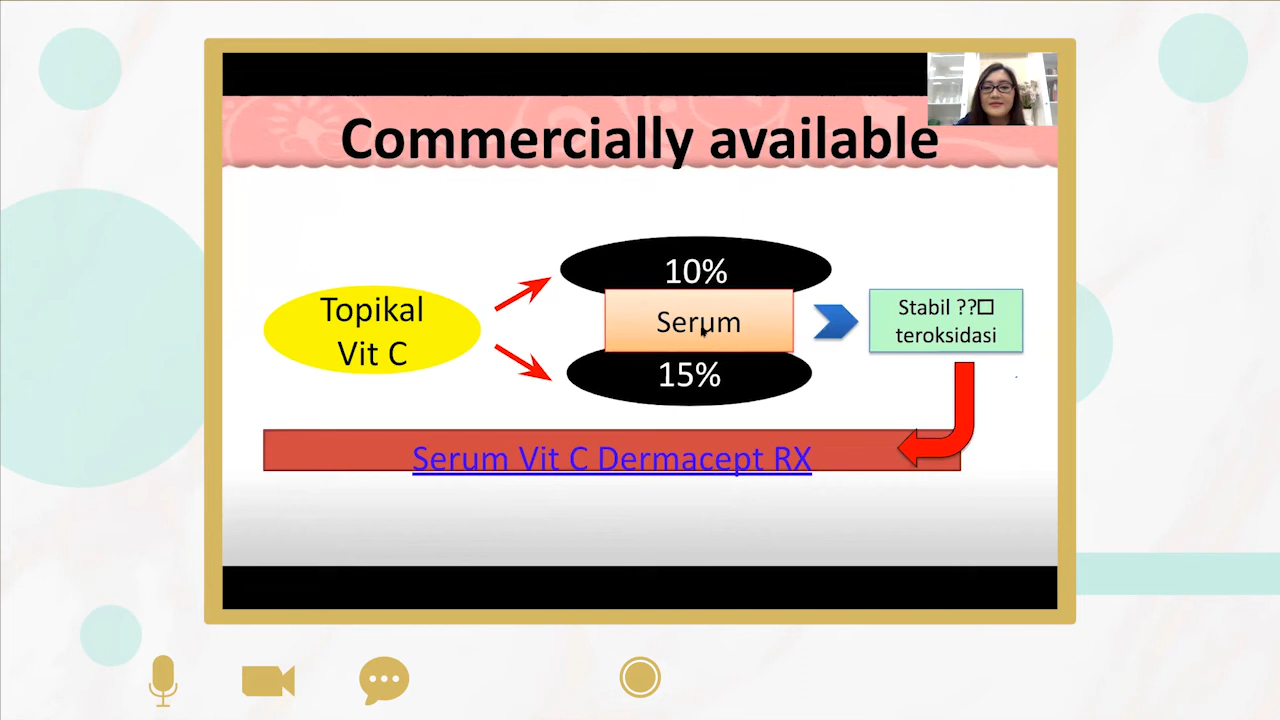 Commercially available
Topikal
Vit C
10%
Serum
15%
Stabil ??□
teroksidasi
Serum Vit C Dermacept RX